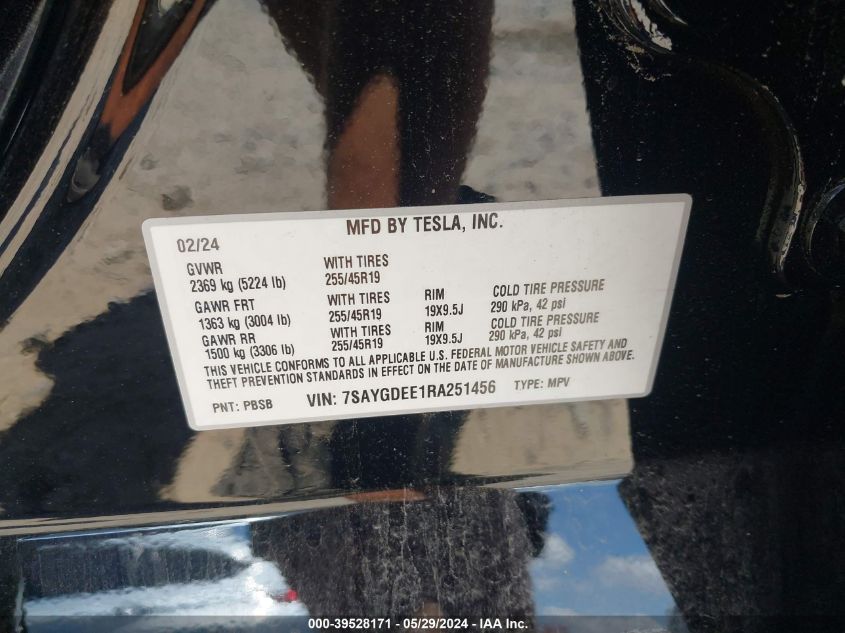 MFD BY TESLA, INC.
02/24
GVWR
2369 kg (5224 lb)
WITH TIRES
255/45R19
GAWR FRT
1363 kg (3004 lb)
WITH TIRES
255/45R19
RIM
19X9.5J
COLD TIRE PRESSURE
290 kPa, 42 psi
GAWR RR
1500 kg (3306 lb)
WITH TIRES
255/45R19
RIM
19X9.5J
COLD TIRE PRESSURE
290 kPa, 42 psi
THIS VEHICLE CONFORMS TO ALL APPLICABLE U.S. FEDERAL MOTOR VEHICLE SAFETY AND
THEFT PREVENTION STANDARDS IN EFFECT ON THE DATE OF MANUFACTURE SHOWN ABOVE.
PNT: PBSB VIN: 7SAYGDEE1RA251456 TYPE: MPV
000-39528171 - 05/29/2024 - IAA Inc.